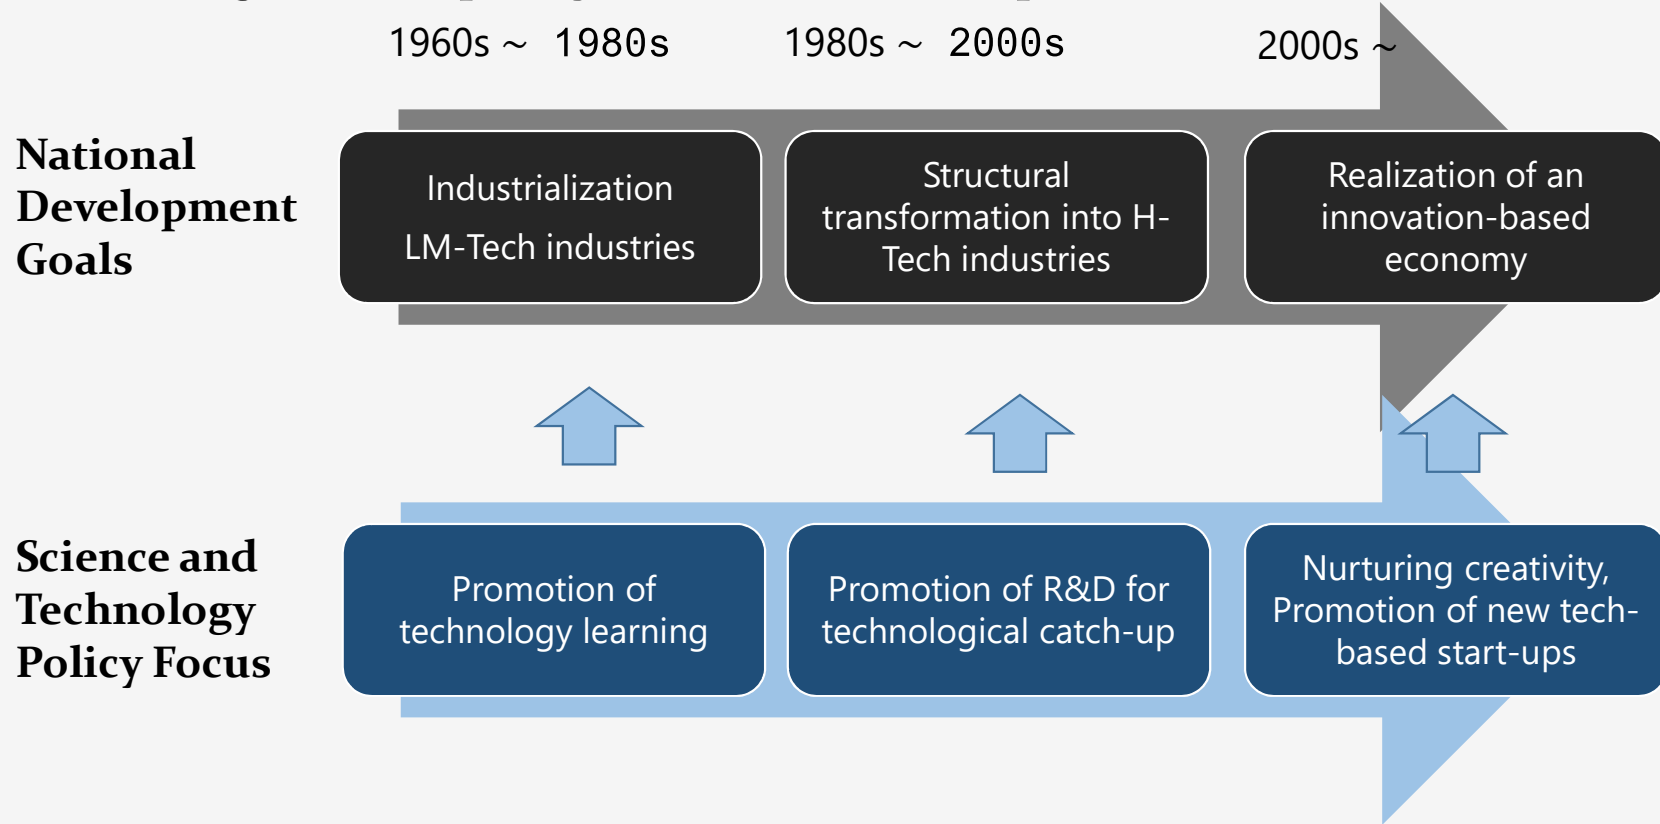 1960s ~ 1980s
1980s ~ 2000s
2000s ~
National
Development
Goals
Industrialization
LM-Tech industries
Structural
transformation into H-
Tech industries
Realization of an
innovation-based
economy
Science and
Technology
Policy Focus
Promotion of
technology learning
Promotion of R&D for
technological catch-up
Nurturing creativity,
Promotion of new tech-
based start-ups